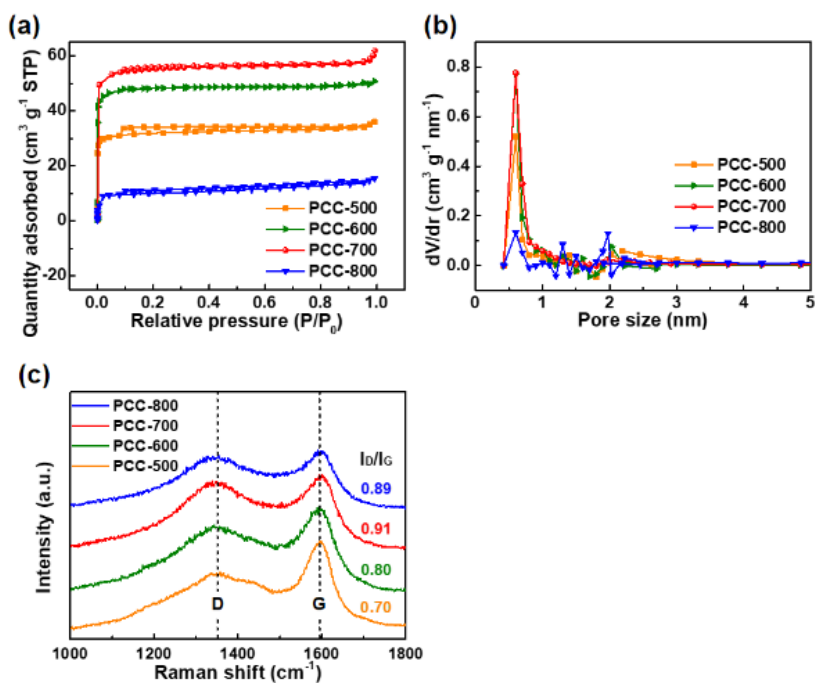 (a)
Quantity adsorbed (cm³ g⁻¹ STP)
60
40
20
0
-20
PCC-500
PCC-600
PCC-700
PCC-800
0.0 0.2 0.4 0.6 0.8 1.0
Relative pressure (P/P₀)
(b)
dV/dr (cm³ g⁻¹ nm⁻¹)
0.8
0.6
0.4
0.2
0.0
PCC-500
PCC-600
PCC-700
PCC-800
0 1 2 3 4 5
Pore size (nm)
(c)
Intensity (a.u.)
PCC-800
PCC-700
PCC-600
PCC-500
I_D/I_G
0.89
0.91
0.80
0.70
D G
1000 1200 1400 1600 1800
Raman shift (cm⁻¹)